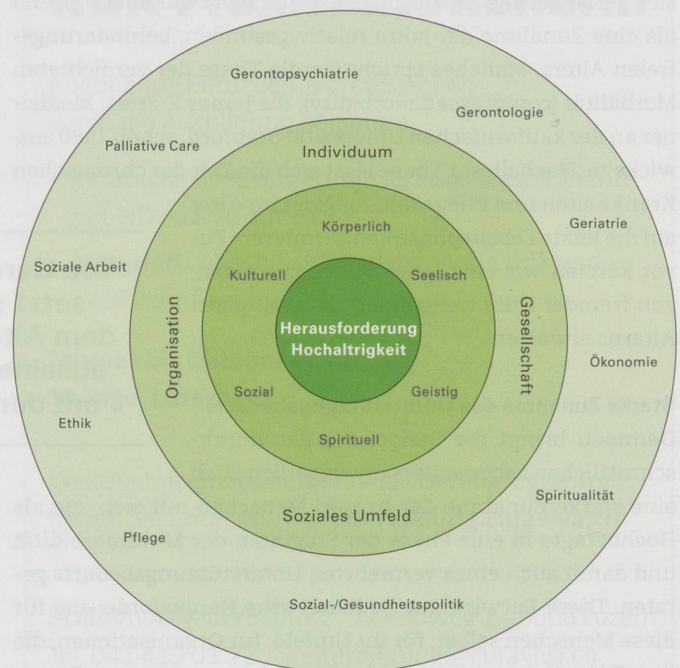 Gerontopsychiatrie
Gerontologie
Palliative Care
Individuum
Körperlich
Geriatrie
Soziale Arbeit
Kulturell
Seelisch
Organisation
Herausforderung
Hochaltrigkeit
Gesellschaft
Ökonomie
Sozial
Geistig
Ethik
Spirituell
Spiritualität
Soziales Umfeld
Pflege
Sozial-/Gesundheitspolitik